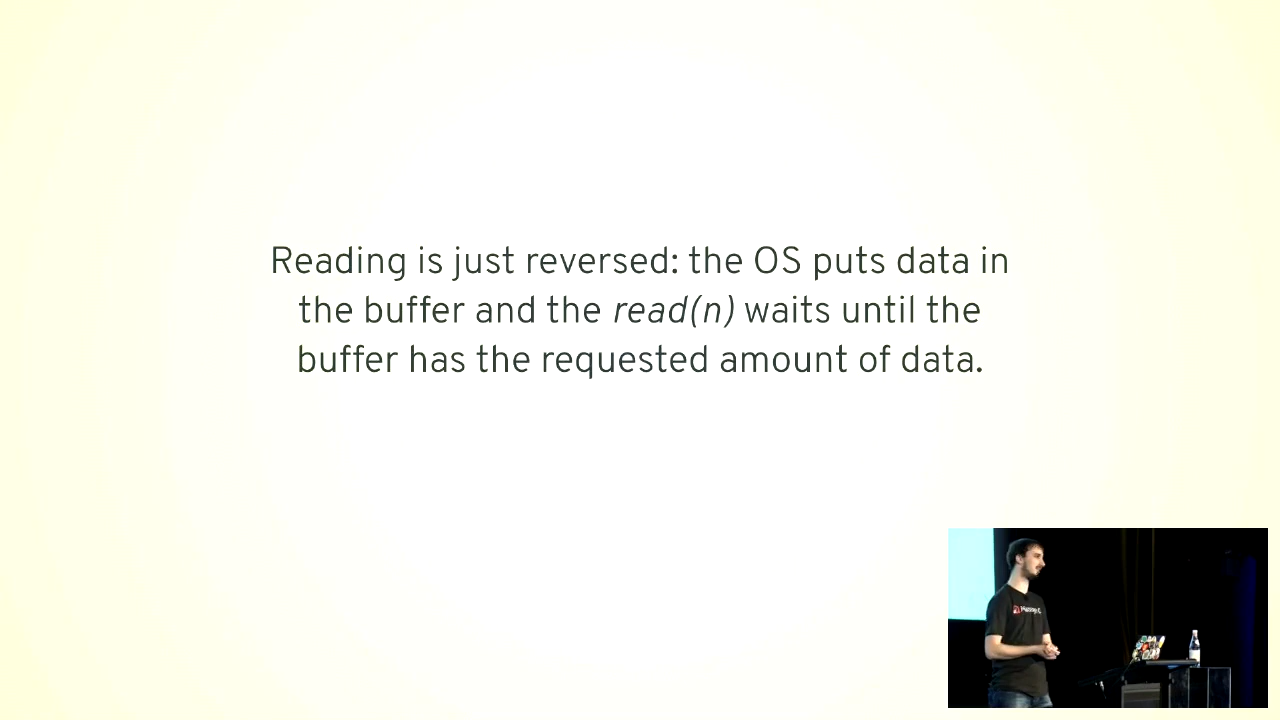 Reading is just reversed: the OS puts data in
the buffer and the read(n) waits until the
buffer has the requested amount of data.